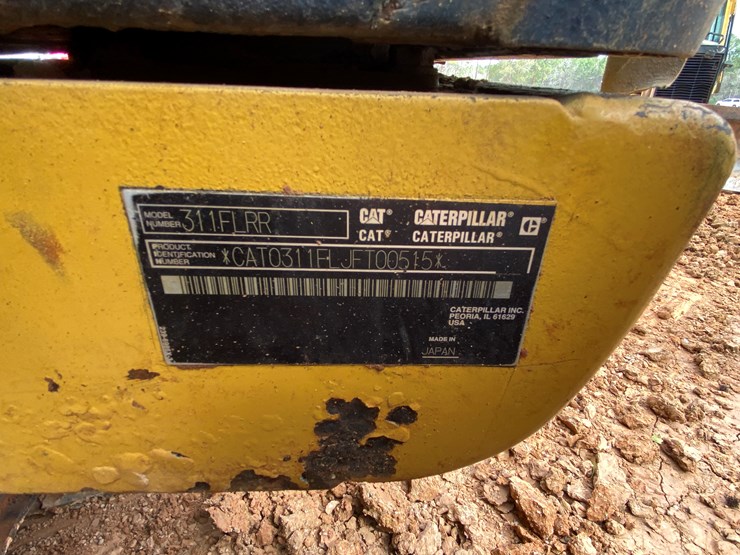 MODEL NUMBER 311FLRR
CAT® CATERPILLAR®
CAT® CATERPILLAR®
PRODUCT IDENTIFICATION NUMBER *CAT0311FLJFT00515*
CATERPILLAR INC.
PEORIA, IL 61629
USA
MADE IN
JAPAN